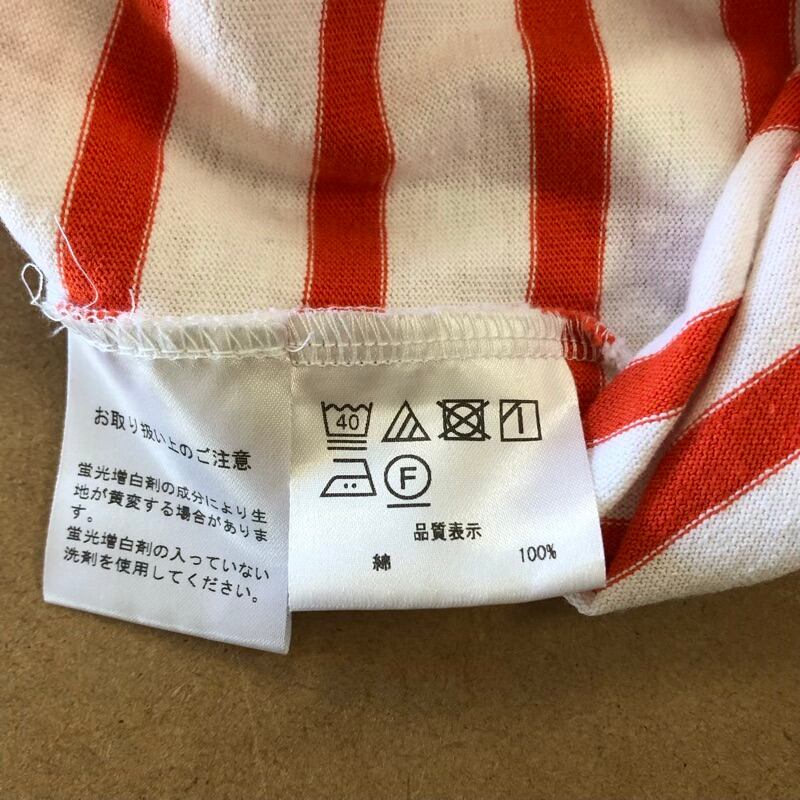 お取り扱い上のご注意
蛍光増白剤の成分により生
地が黄変する場合がありま
す。
蛍光増白剤の入っていない
洗剤を使用してください。
40
F
品質表示
綿 100%